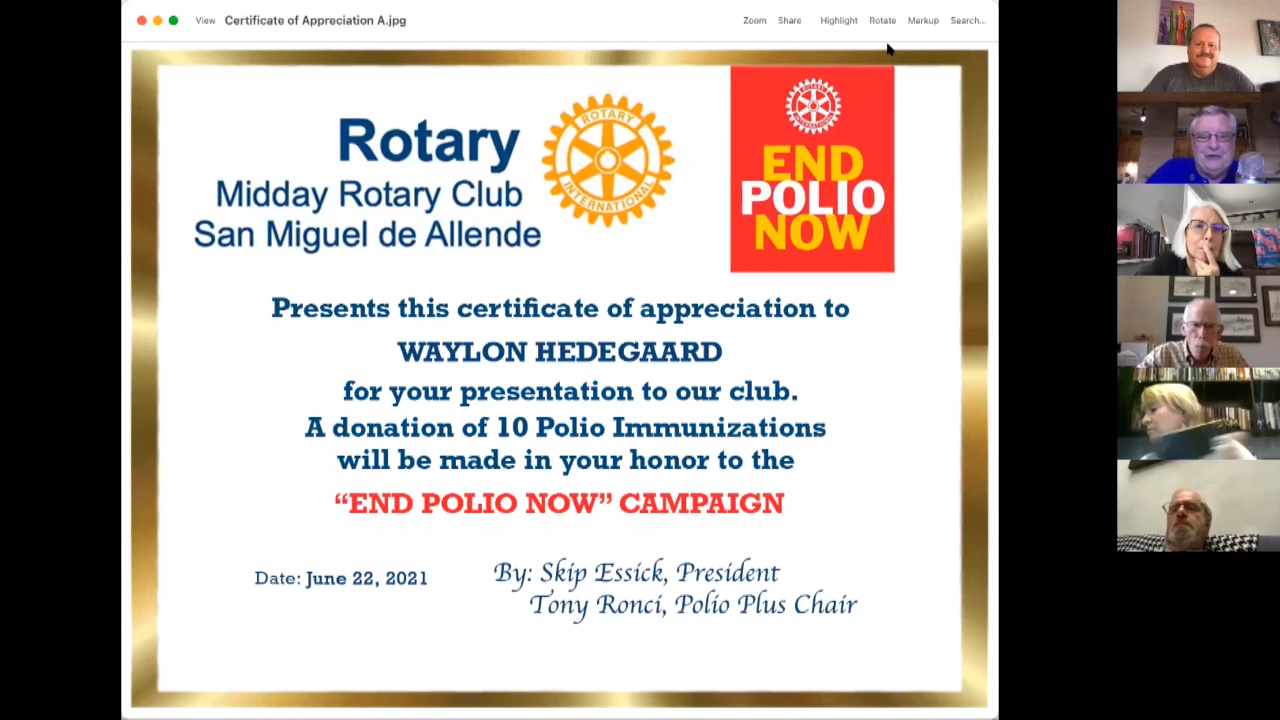 View Certificate of Appreciation A.jpg Zoom Share Highlight Rotate Markup Search...
Rotary
Midday Rotary Club
San Miguel de Allende
ROTARY
INTERNATIONAL
ROTARY
INTERNATIONAL
END
POLIO
NOW
Presents this certificate of appreciation to
WAYLON HEDEGAARD
for your presentation to our club.
A donation of 10 Polio Immunizations
will be made in your honor to the
“END POLIO NOW” CAMPAIGN
Date: June 22, 2021
By: Skip Essick, President
Tony Ronci, Polio Plus Chair